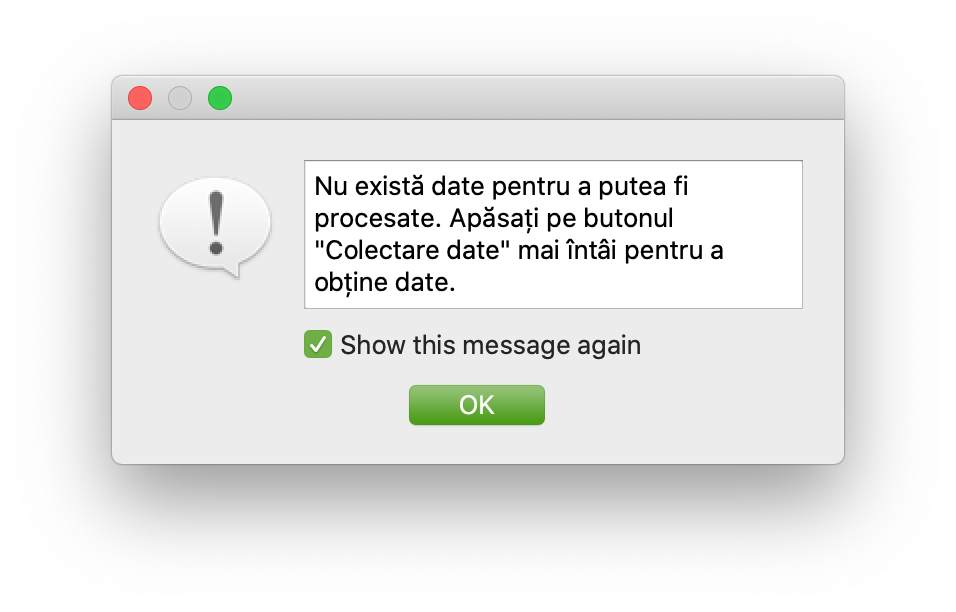 Nu există date pentru a putea fi
procesate. Apăsați pe butonul
"Colectare date" mai întâi pentru a
obține date.
Show this message again
OK